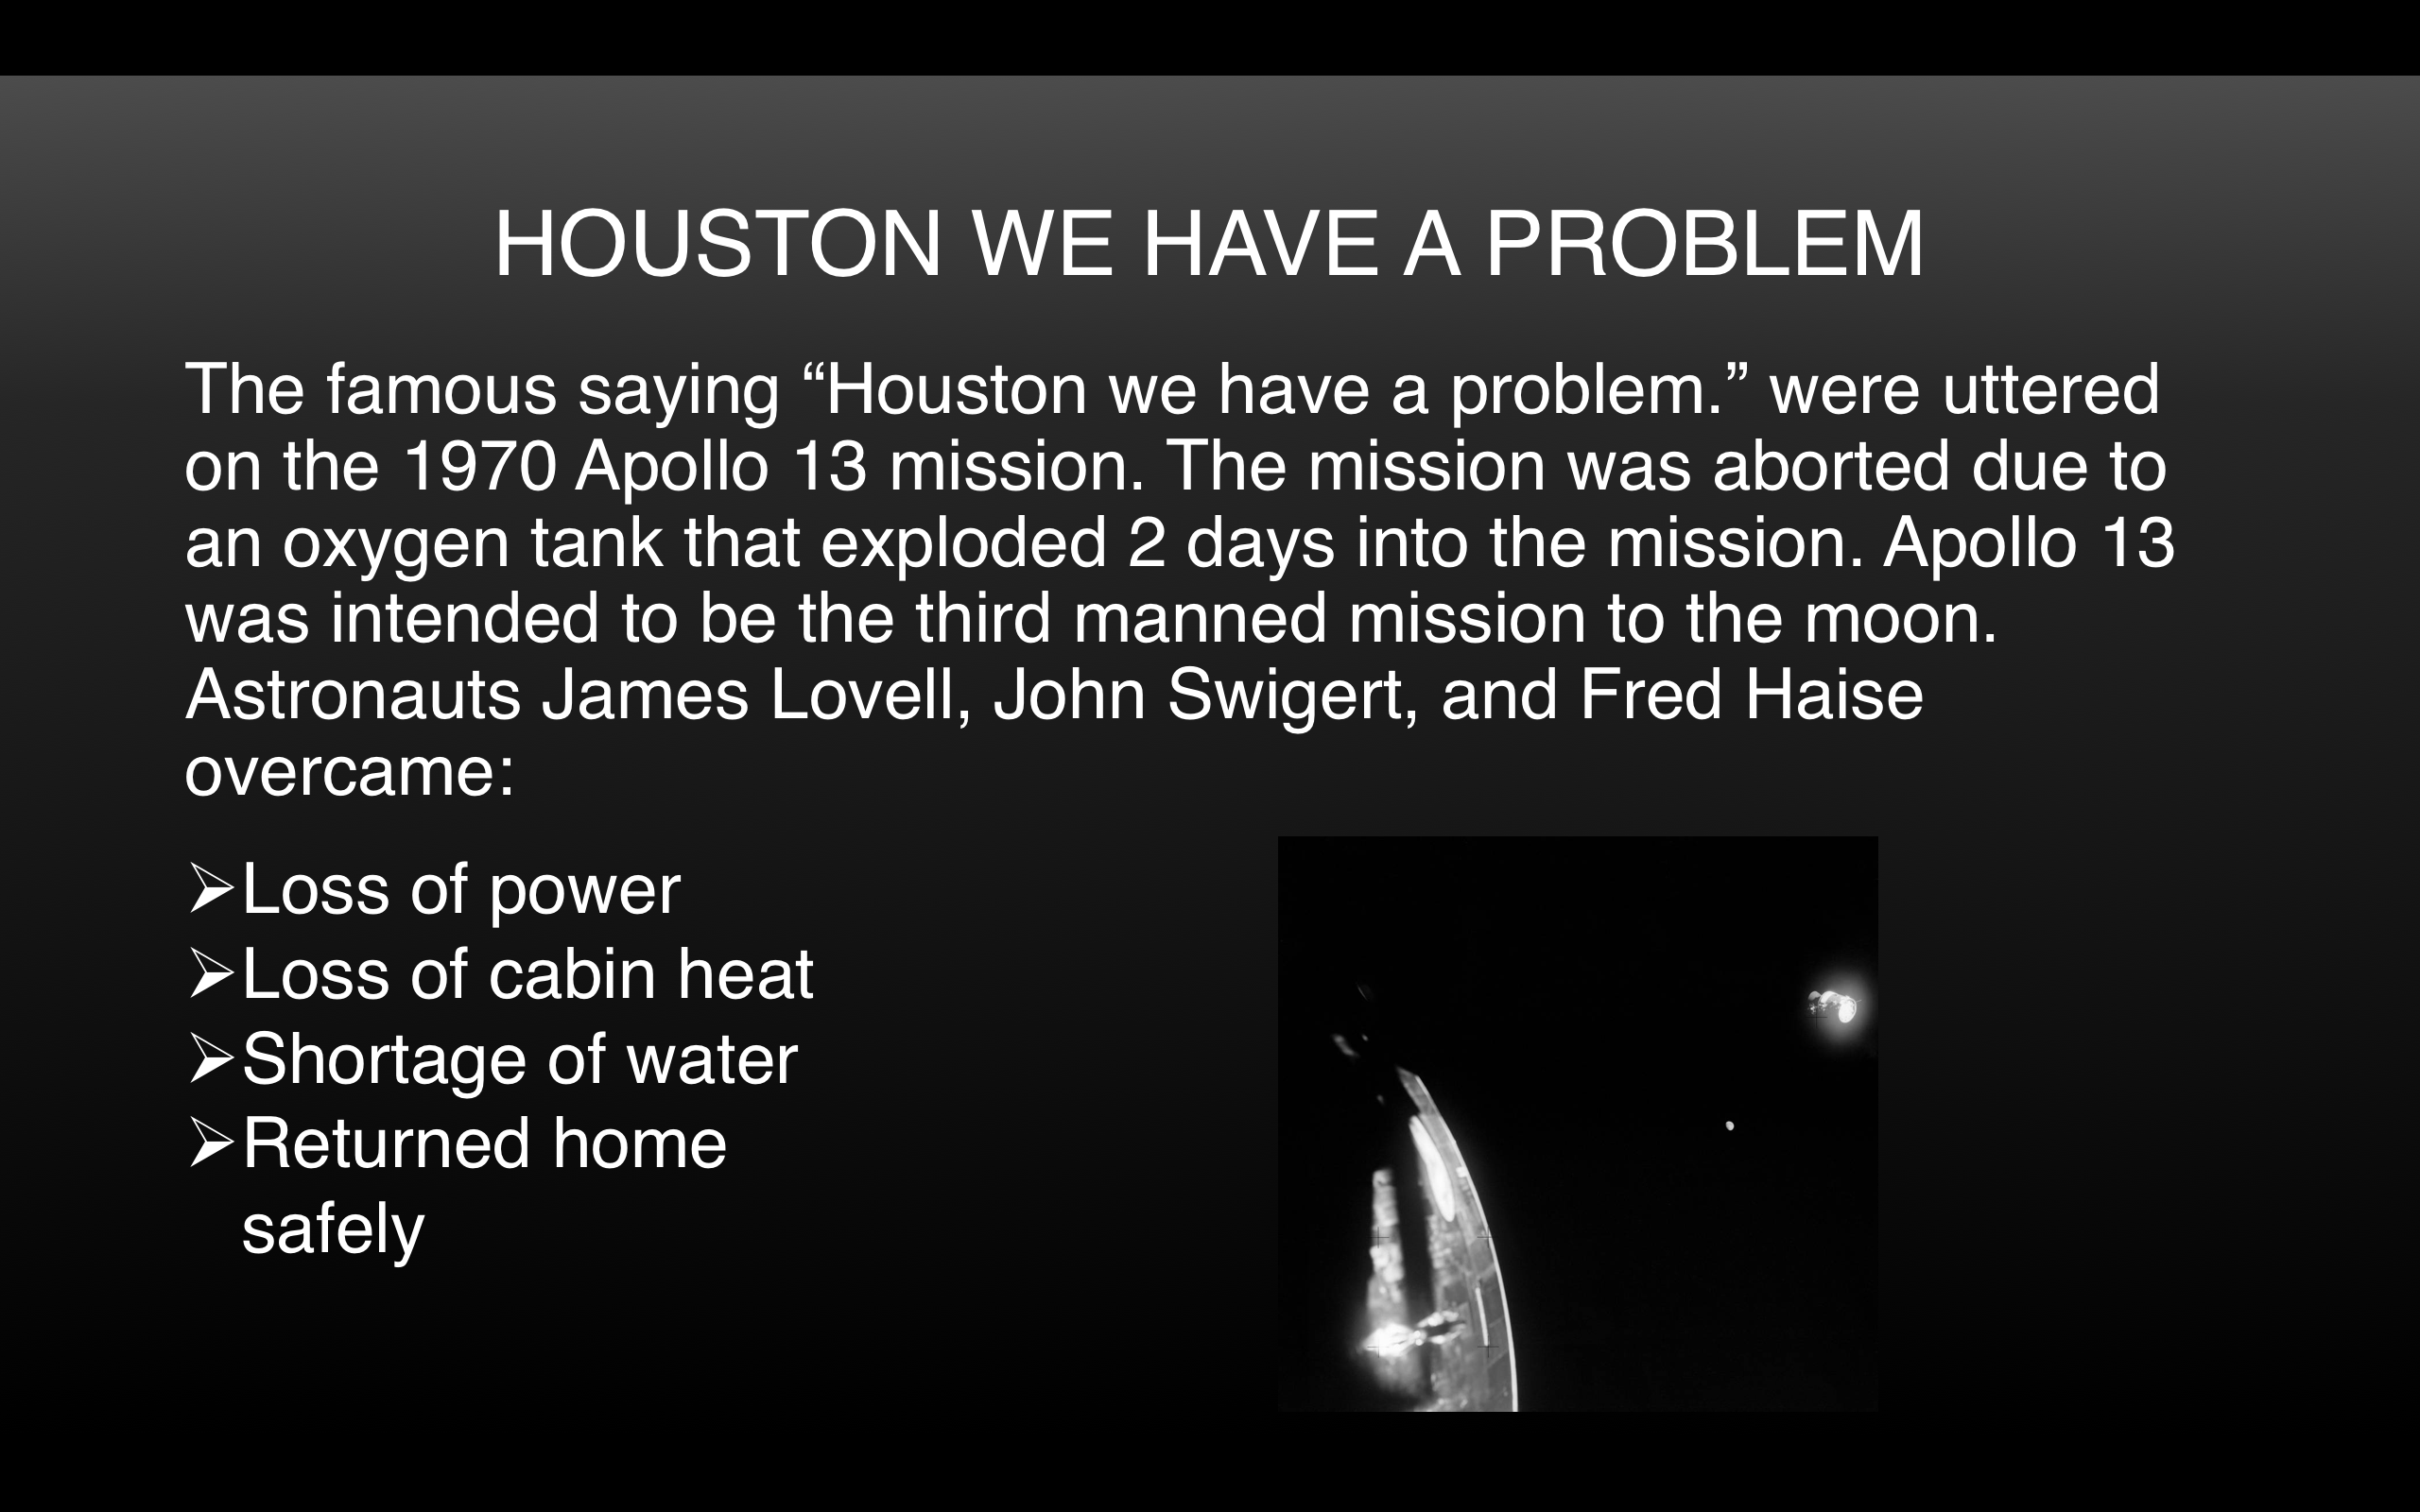 HOUSTON WE HAVE A PROBLEM
The famous saying “Houston we have a problem.” were uttered
on the 1970 Apollo 13 mission. The mission was aborted due to
an oxygen tank that exploded 2 days into the mission. Apollo 13
was intended to be the third manned mission to the moon.
Astronauts James Lovell, John Swigert, and Fred Haise
overcame:
➢Loss of power
➢Loss of cabin heat
➢Shortage of water
➢Returned home
safely